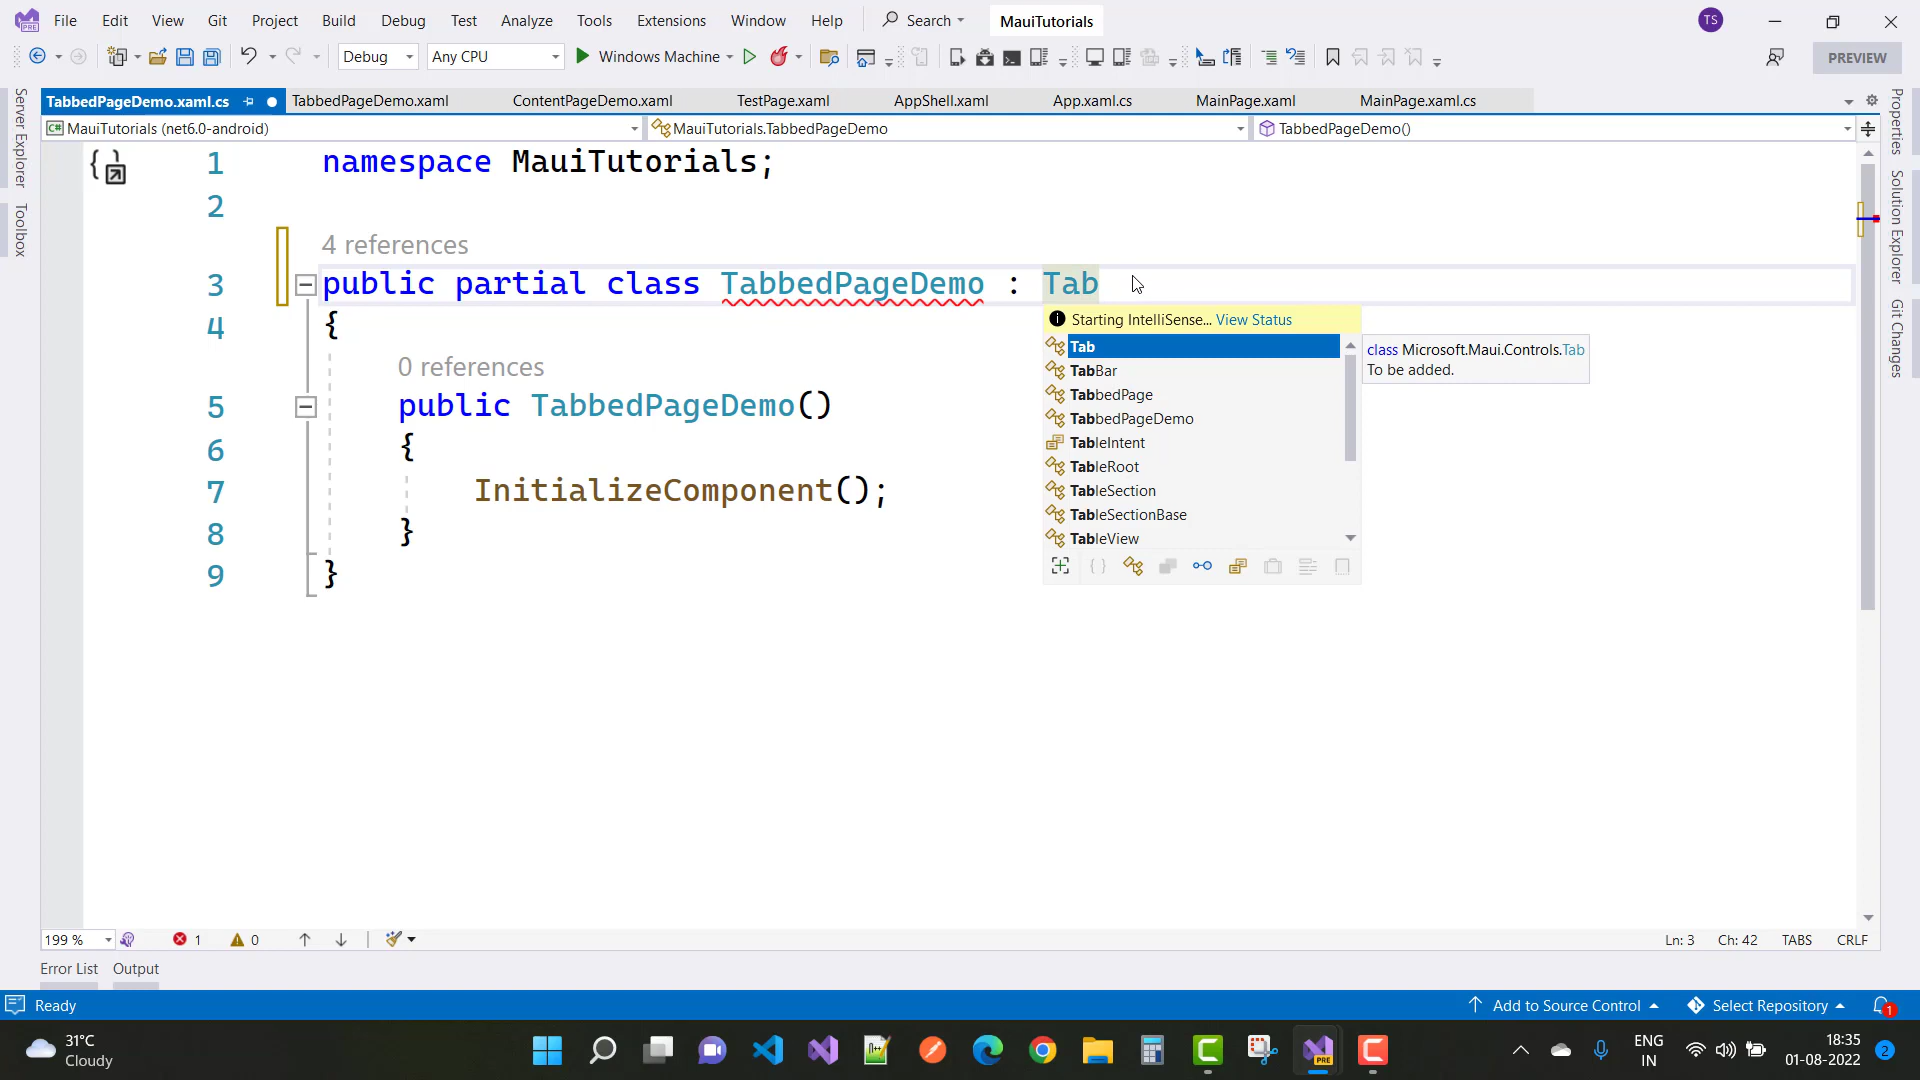 File Edit View Git Project Build Debug Test Analyze Tools Extensions Window Help Search MauiTutorials TS
Debug Any CPU Windows Machine PREVIEW
TabbedPageDemo.xaml.cs TabbedPageDemo.xaml ContentPageDemo.xaml TestPage.xaml AppShell.xaml App.xaml.cs MainPage.xaml MainPage.xaml.cs
C# MauiTutorials (net6.0-android) MauiTutorials.TabbedPageDemo TabbedPageDemo()
Server Explorer
Toolbox
Properties
Solution Explorer
Git Changes
1 namespace MauiTutorials;
2
4 references
3 public partial class TabbedPageDemo : Tab
4 {
0 references
5 public TabbedPageDemo()
6 {
7 InitializeComponent();
8 }
9 }
Starting IntelliSense... View Status
Tab
TabBar
TabbedPage
TabbedPageDemo
TableIntent
TableRoot
TableSection
TableSectionBase
TableView
class Microsoft.Maui.Controls.Tab
To be added.
199 % 1 0 Ln: 3 Ch: 42 TABS CRLF
Error List Output
Ready Add to Source Control Select Repository 1
31°C
Cloudy
PRE
ENG
IN
18:35
01-08-2022
2